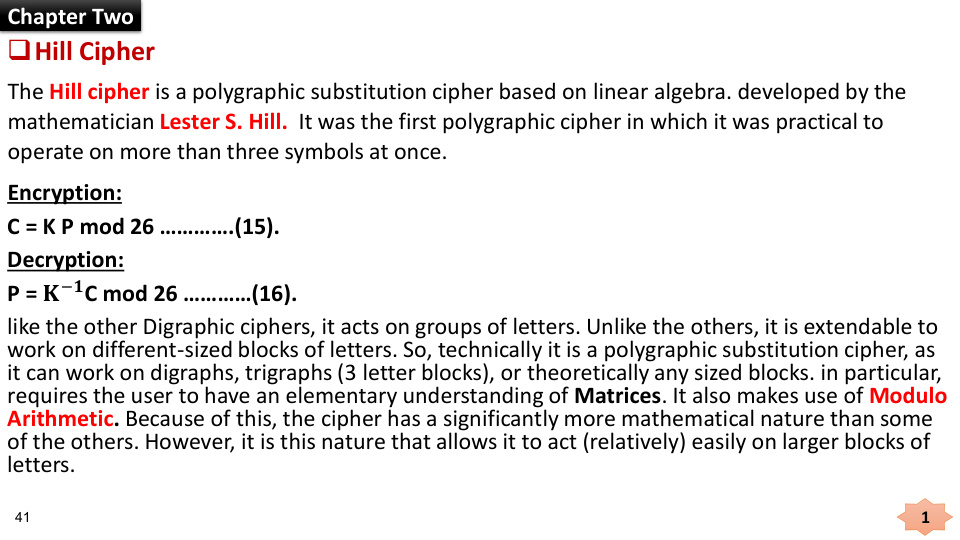 Chapter Two
❑Hill Cipher
The Hill cipher is a polygraphic substitution cipher based on linear algebra. developed by the
mathematician Lester S. Hill.  It was the first polygraphic cipher in which it was practical to
operate on more than three symbols at once.
Encryption:
C = K P mod 26 ………….(15).
Decryption:
P = K⁻¹C mod 26 …………(16).
like the other Digraphic ciphers, it acts on groups of letters. Unlike the others, it is extendable to
work on different-sized blocks of letters. So, technically it is a polygraphic substitution cipher, as
it can work on digraphs, trigraphs (3 letter blocks), or theoretically any sized blocks. in particular,
requires the user to have an elementary understanding of Matrices. It also makes use of Modulo
Arithmetic. Because of this, the cipher has a significantly more mathematical nature than some
of the others. However, it is this nature that allows it to act (relatively) easily on larger blocks of
letters.
41
1